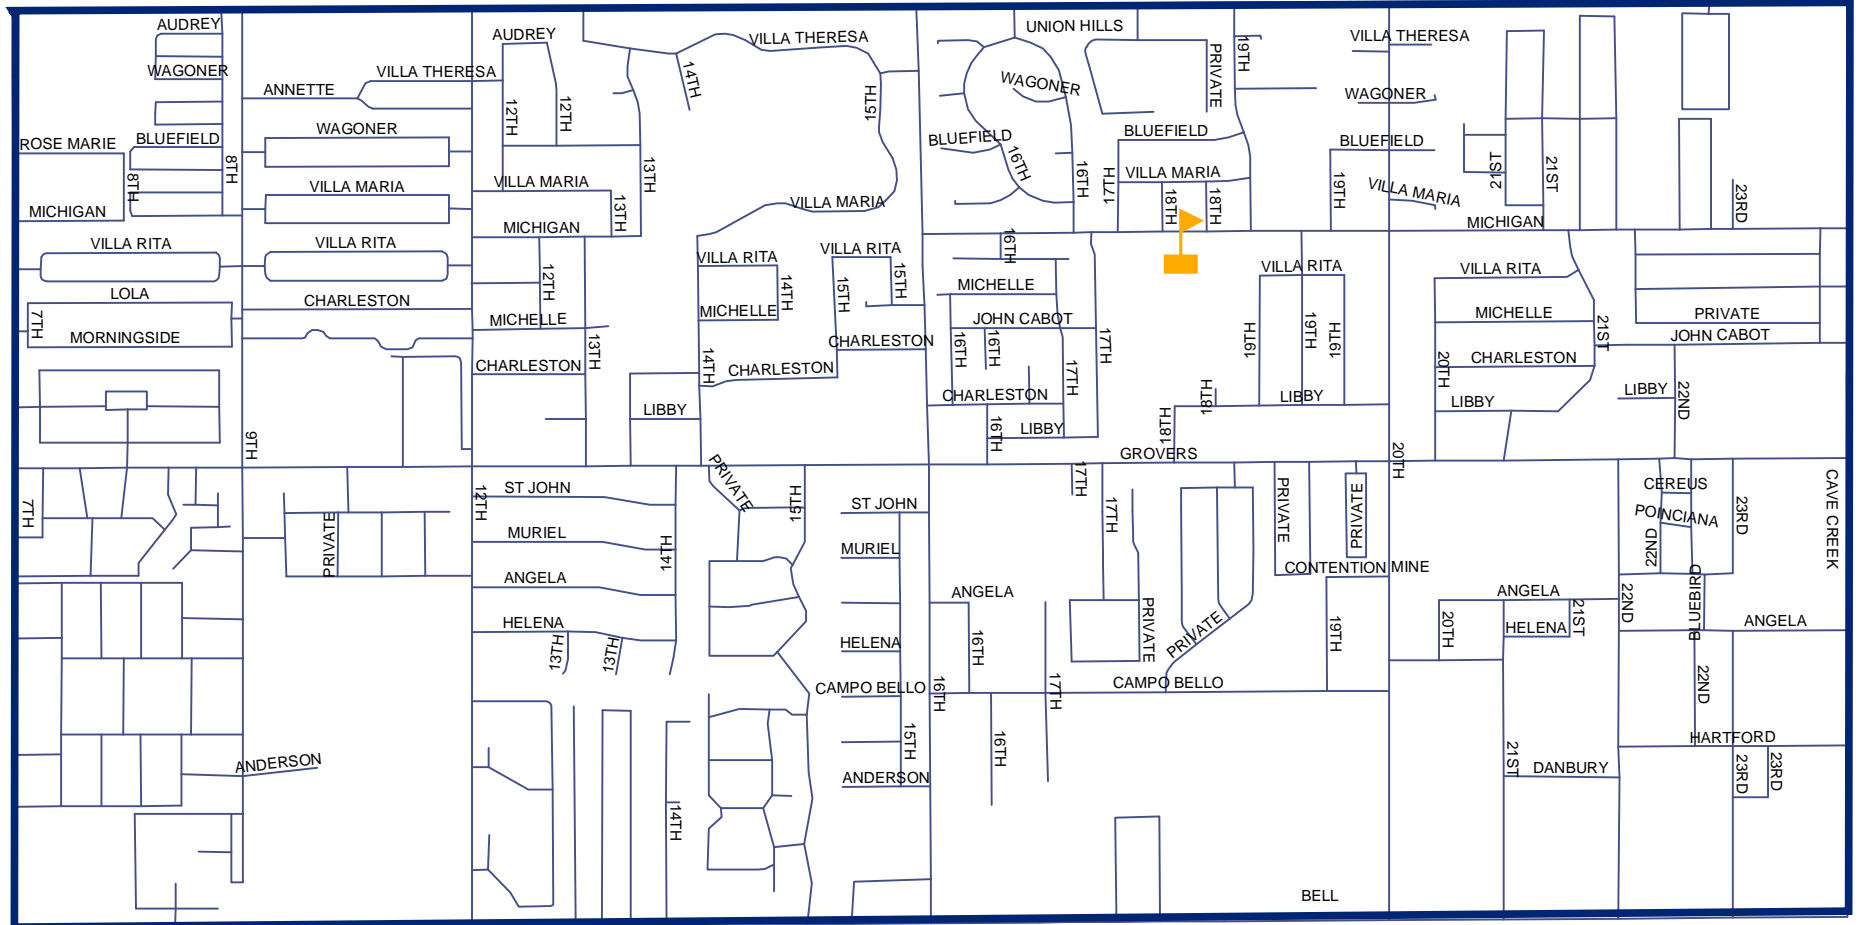 AUDREY
AUDREY
UNION HILLS
VILLA THERESA
VILLA THERESA
19TH
WAGONER
VILLA THERESA
PRIVATE
14TH
WAGONER
ANNETTE
WAGONER
15TH
12TH
12TH
WAGONER
BLUEFIELD
BLUEFIELD
BLUEFIELD
BLUEFIELD
ROSE MARIE
8TH
16TH
21ST
21ST
13TH
16TH
VILLA MARIA
17TH
8TH
VILLA MARIA
VILLA MARIA
19TH
VILLA MARIA
23RD
13TH
VILLA MARIA
18TH
18TH
MICHIGAN
MICHIGAN
MICHIGAN
VILLA RITA
VILLA RITA
16TH
VILLA RITA
VILLA RITA
VILLA RITA
VILLA RITA
12TH
14TH
15TH
15TH
MICHELLE
LOLA
CHARLESTON
MICHELLE
MICHELLE
PRIVATE
7TH
MICHELLE
JOHN CABOT
19TH
21ST
MORNINGSIDE
CHARLESTON
JOHN CABOT
13TH
16TH
16TH
17TH
19TH
19TH
CHARLESTON
CHARLESTON
14TH
CHARLESTON
17TH
20TH
LIBBY
CHARLESTON
18TH
LIBBY
LIBBY
22ND
LIBBY
18TH
16TH
LIBBY
9TH
GROVERS
20TH
PRIVATE
17TH
CEREUS
ST JOHN
12TH
15TH
ST JOHN
17TH
PRIVATE
PRIVATE
POINCIANA
23RD
CAVE CREEK
7TH
MURIEL
PRIVATE
14TH
MURIEL
22ND
CONTENTION MINE
ANGELA
ANGELA
ANGELA
22ND
BLUEBIRD
HELENA
PRIVATE
PRIVATE
19TH
20TH
HELENA
21ST
ANGELA
13TH
13TH
HELENA
16TH
CAMPO BELLO
16TH
17TH
CAMPO BELLO
22ND
15TH
16TH
HARTFORD
ANDERSON
ANDERSON
21ST
DANBURY
23RD
23RD
14TH
BELL